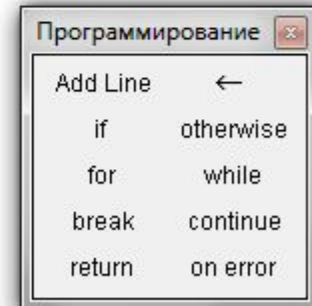 Программирование
Add Line ←
if otherwise
for while
break continue
return on error